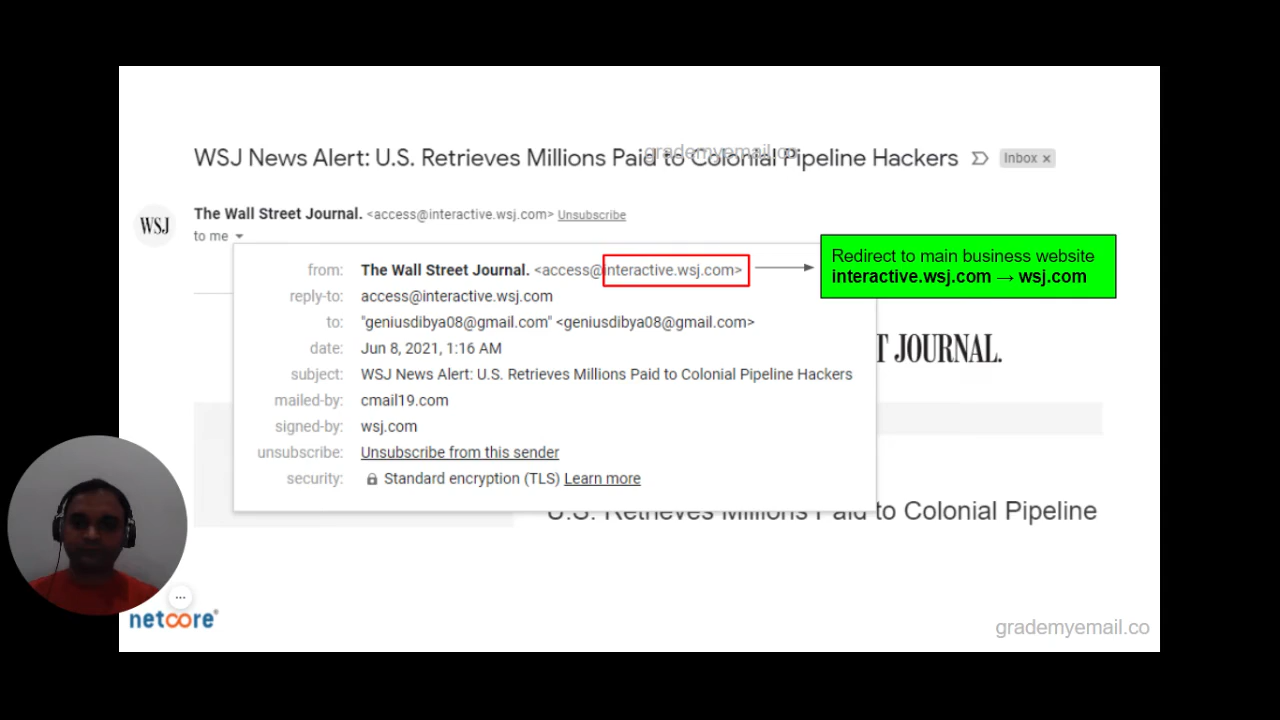 grademyemail.co
WSJ News Alert: U.S. Retrieves Millions Paid to Colonial Pipeline Hackers
Inbox ×
WSJ
The Wall Street Journal. <access@interactive.wsj.com> Unsubscribe
to me
from: The Wall Street Journal. <access@interactive.wsj.com>
Redirect to main business website
interactive.wsj.com → wsj.com
reply-to: access@interactive.wsj.com
to: "geniusdibya08@gmail.com" <geniusdibya08@gmail.com>
date: Jun 8, 2021, 1:16 AM
T JOURNAL.
subject: WSJ News Alert: U.S. Retrieves Millions Paid to Colonial Pipeline Hackers
mailed-by: cmail19.com
signed-by: wsj.com
unsubscribe: Unsubscribe from this sender
security: Standard encryption (TLS) Learn more
U.S. Retrieves Millions Paid to Colonial Pipeline
...
netcore®
grademyemail.co